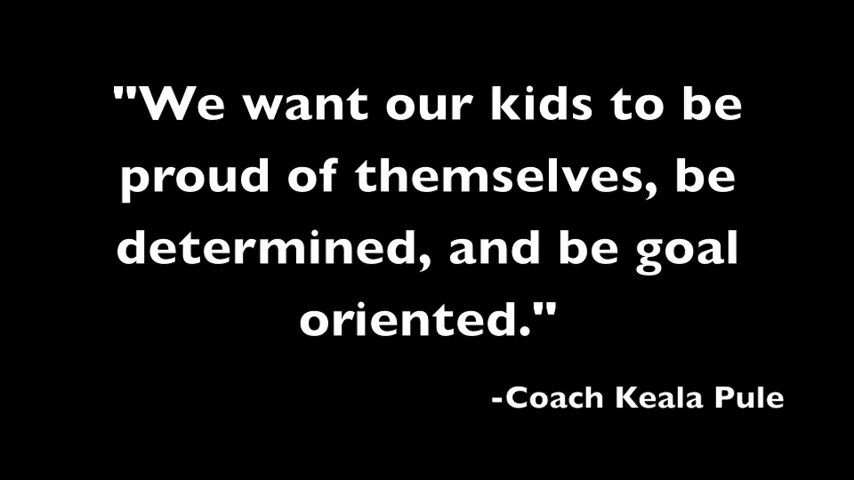 "We want our kids to be
proud of themselves, be
determined, and be goal
oriented."
-Coach Keala Pule